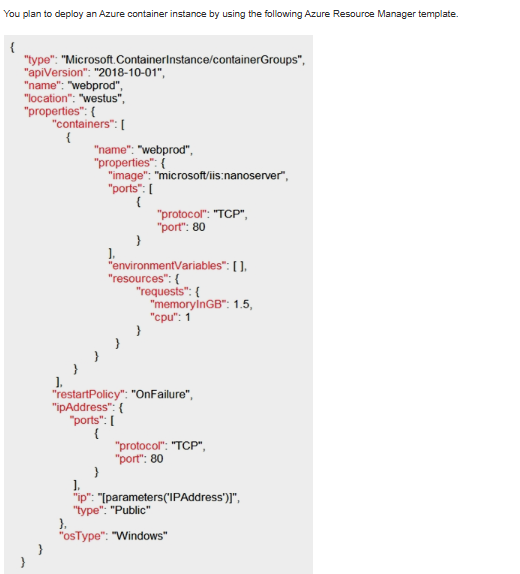 You plan to deploy an Azure container instance by using the following Azure Resource Manager template.
{
"type": "Microsoft.ContainerInstance/containerGroups",
"apiVersion": "2018-10-01",
"name": "webprod",
"location": "westus",
"properties": {
"containers": [
{
"name": "webprod",
"properties": {
"image": "microsoft/iis:nanoserver",
"ports": [
{
"protocol": "TCP",
"port": 80
}
],
"environmentVariables": [ ],
"resources": {
"requests": {
"memoryInGB": 1.5,
"cpu": 1
}
}
}
}
],
"restartPolicy": "OnFailure",
"ipAddress": {
"ports": [
{
"protocol": "TCP",
"port": 80
}
],
"ip": "[parameters('IPAddress')]",
"type": "Public"
},
"osType": "Windows"
}
}